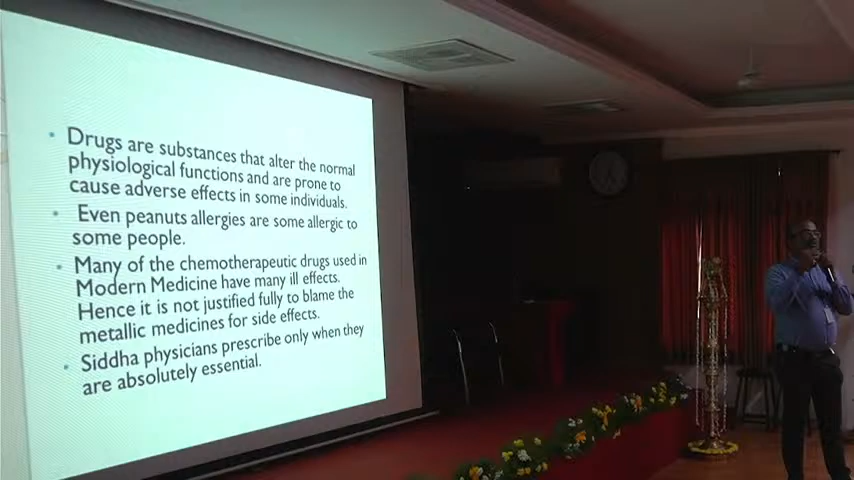 Drugs are substances that alter the normal
physiological functions and are prone to
cause adverse effects in some individuals.
Even peanuts allergies are some allergic to
some people.
Many of the chemotherapeutic drugs used in
Modern Medicine have many ill effects.
Hence it is not justified fully to blame the
metallic medicines for side effects.
Siddha physicians prescribe only when they
are absolutely essential.